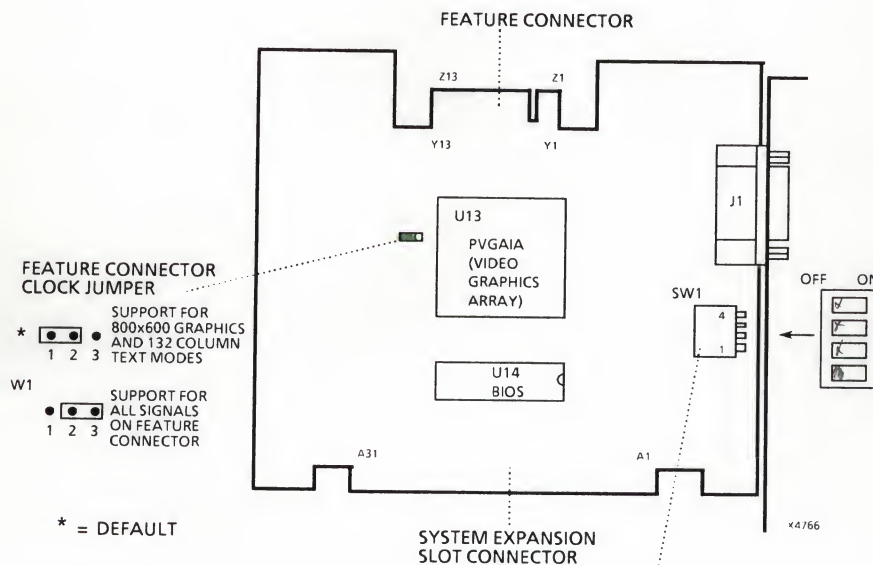 FEATURE CONNECTOR
Z13
Z1
Y13
Y1
U13
PVGAIA
(VIDEO
GRAPHICS
ARRAY)
J1
FEATURE CONNECTOR
CLOCK JUMPER
SUPPORT FOR
800x600 GRAPHICS
AND 132 COLUMN
TEXT MODES
*
1 2 3
W1
SUPPORT FOR
ALL SIGNALS
ON FEATURE
CONNECTOR
1 2 3
SW1
4
1
OFF ON
U14
BIOS
A31
A1
* = DEFAULT
SYSTEM EXPANSION
SLOT CONNECTOR
x4766